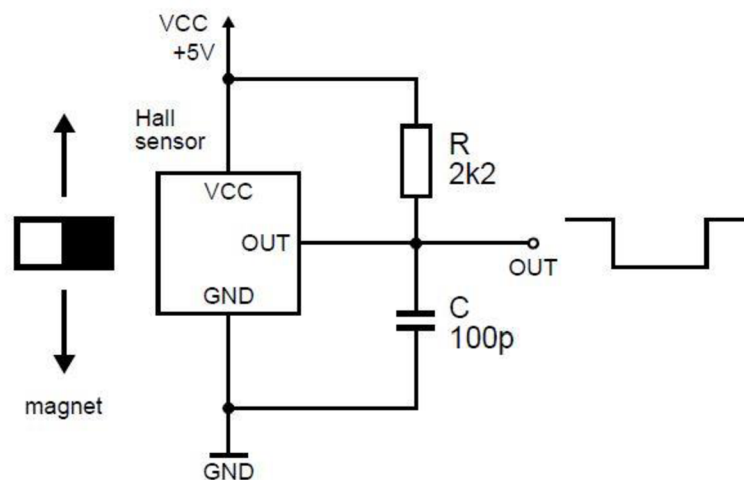 VCC
+5V
Hall
sensor
R
2k2
VCC
OUT
OUT
GND
C
100p
magnet
GND